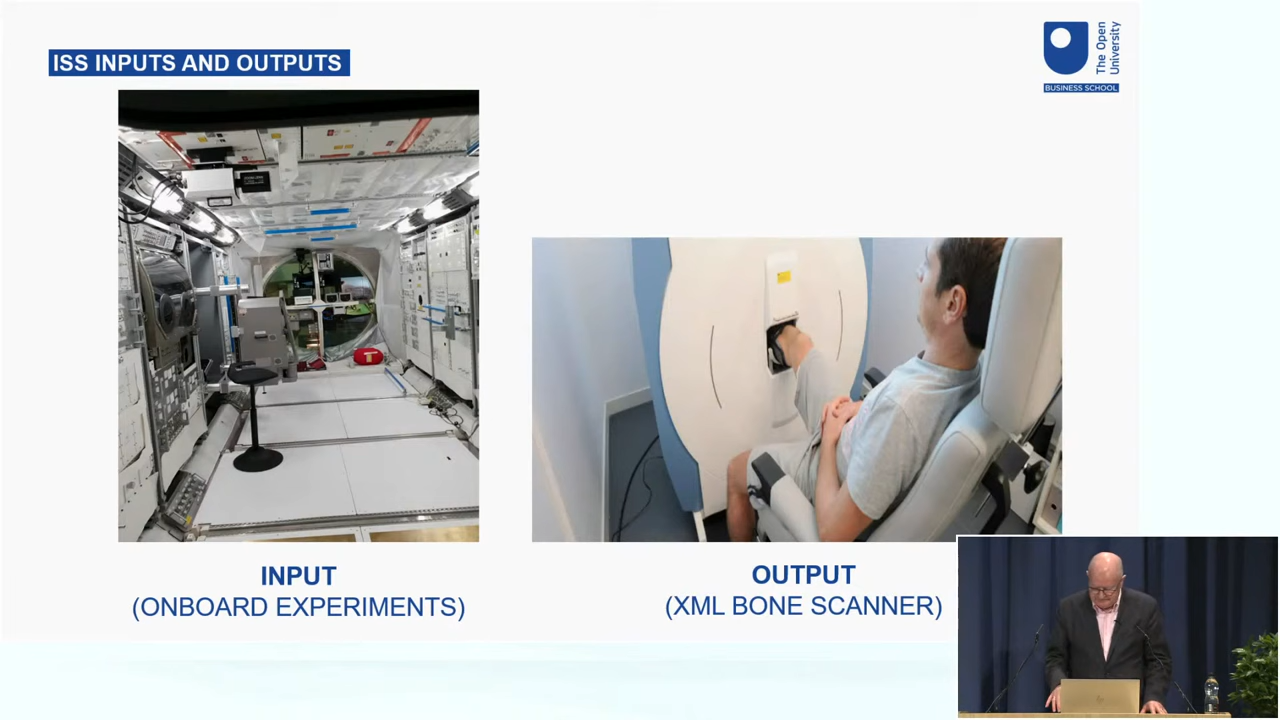 ISS INPUTS AND OUTPUTS
The Open
University
BUSINESS SCHOOL
INPUT
(ONBOARD EXPERIMENTS)
OUTPUT
(XML BONE SCANNER)